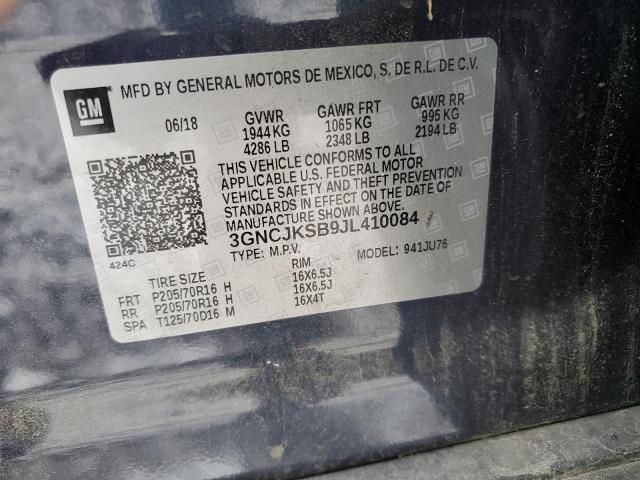 GM
MFD BY GENERAL MOTORS DE MEXICO, S. DE R.L. DE C.V.
06/18 GVWR GAWR FRT GAWR RR
1944 KG 1065 KG 995 KG
4286 LB 2348 LB 2194 LB
THIS VEHICLE CONFORMS TO ALL
APPLICABLE U.S. FEDERAL MOTOR
VEHICLE SAFETY AND THEFT PREVENTION
STANDARDS IN EFFECT ON THE DATE OF
MANUFACTURE SHOWN ABOVE.
3GNCJKSB9JL410084
424C TYPE: M.P.V. MODEL: 941JU76
TIRE SIZE RIM
FRT P205/70R16 H 16X6.5J
RR P205/70R16 H 16X6.5J
SPA T125/70D16 M 16X4T